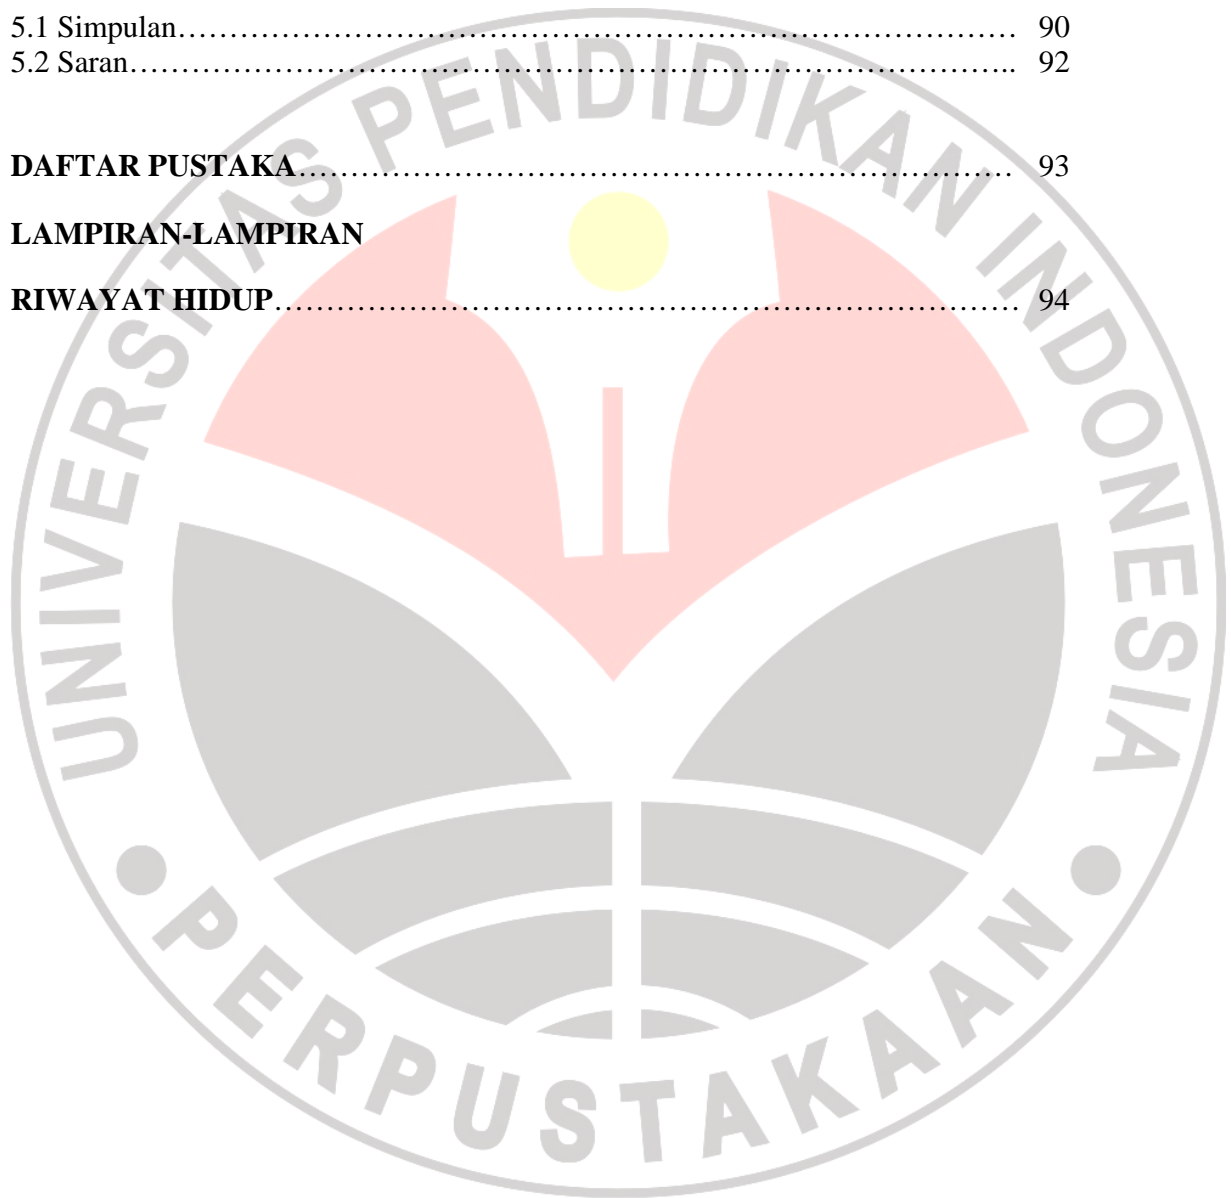 5.1 Simpulan……………………………………………………………………… 90
5.2 Saran………………………………………………………………………….. 92
DAFTAR PUSTAKA…………………………………………………………… 93
LAMPIRAN-LAMPIRAN
RIWAYAT HIDUP……………………………………………………………… 94
UNIVERSITAS PENDIDIKAN INDONESIA
PERPUSTAKAAN